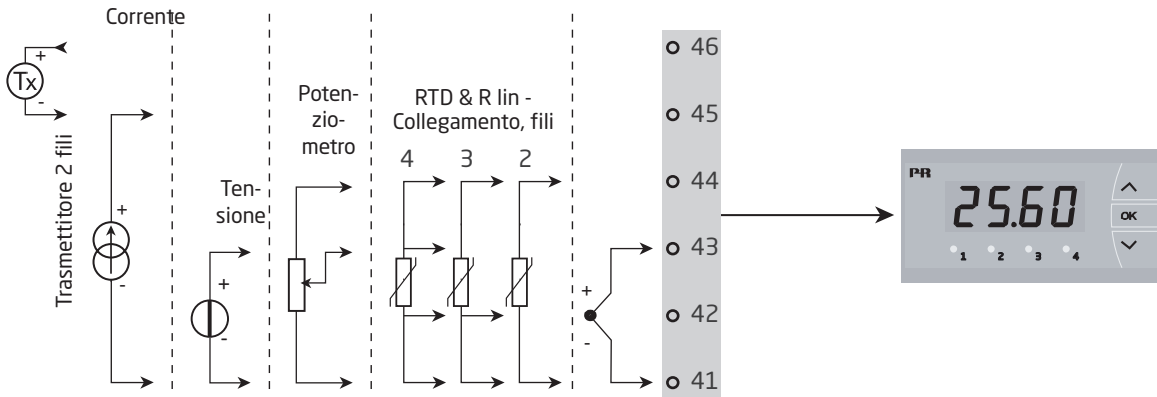 Corrente
+
Tx
-
Trasmettitore 2 fili
+
-
Ten-
sione
+
-
Poten-
zio-
metro
RTD & R lin -
Collegamento, fili
4 3 2
+
-
46
45
44
43
42
41
PR
25.60
OK
1 2 3 4